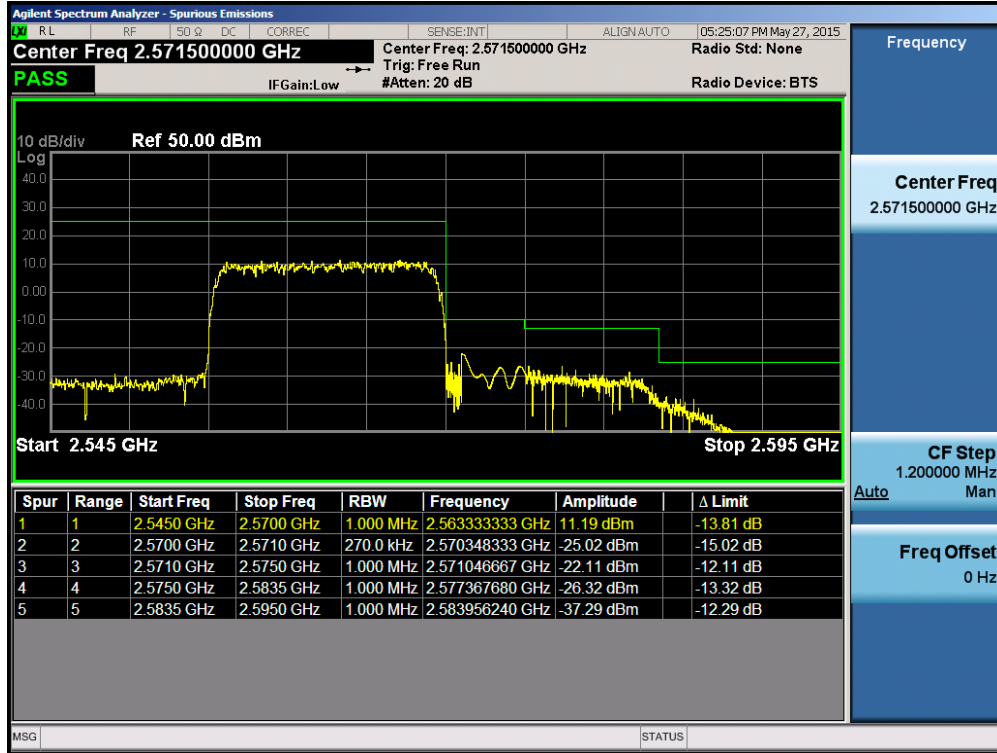 Agilent Spectrum Analyzer - Spurious Emissions
LXI RL RF 50 Ω DC CORREC SENSE:INT ALIGN AUTO 05:25:07 PM May 27, 2015
Center Freq 2.571500000 GHz
Center Freq: 2.571500000 GHz
Radio Std: None
Trig: Free Run
PASS
IFGain:Low
#Atten: 20 dB
Radio Device: BTS
Frequency
10 dB/div Ref 50.00 dBm
Log
40.0
30.0
20.0
10.0
0.00
-10.0
-20.0
-30.0
-40.0
Start 2.545 GHz Stop 2.595 GHz
Center Freq
2.571500000 GHz
CF Step
1.200000 MHz
Auto Man
Freq Offset
0 Hz
Spur Range Start Freq Stop Freq RBW Frequency Amplitude Δ Limit
1 1 2.5450 GHz 2.5700 GHz 1.000 MHz 2.563333333 GHz 11.19 dBm -13.81 dB
2 2 2.5700 GHz 2.5710 GHz 270.0 kHz 2.570348333 GHz -25.02 dBm -15.02 dB
3 3 2.5710 GHz 2.5750 GHz 1.000 MHz 2.571046667 GHz -22.11 dBm -12.11 dB
4 4 2.5750 GHz 2.5835 GHz 1.000 MHz 2.577367680 GHz -26.32 dBm -13.32 dB
5 5 2.5835 GHz 2.5950 GHz 1.000 MHz 2.583956240 GHz -37.29 dBm -12.29 dB
MSG STATUS